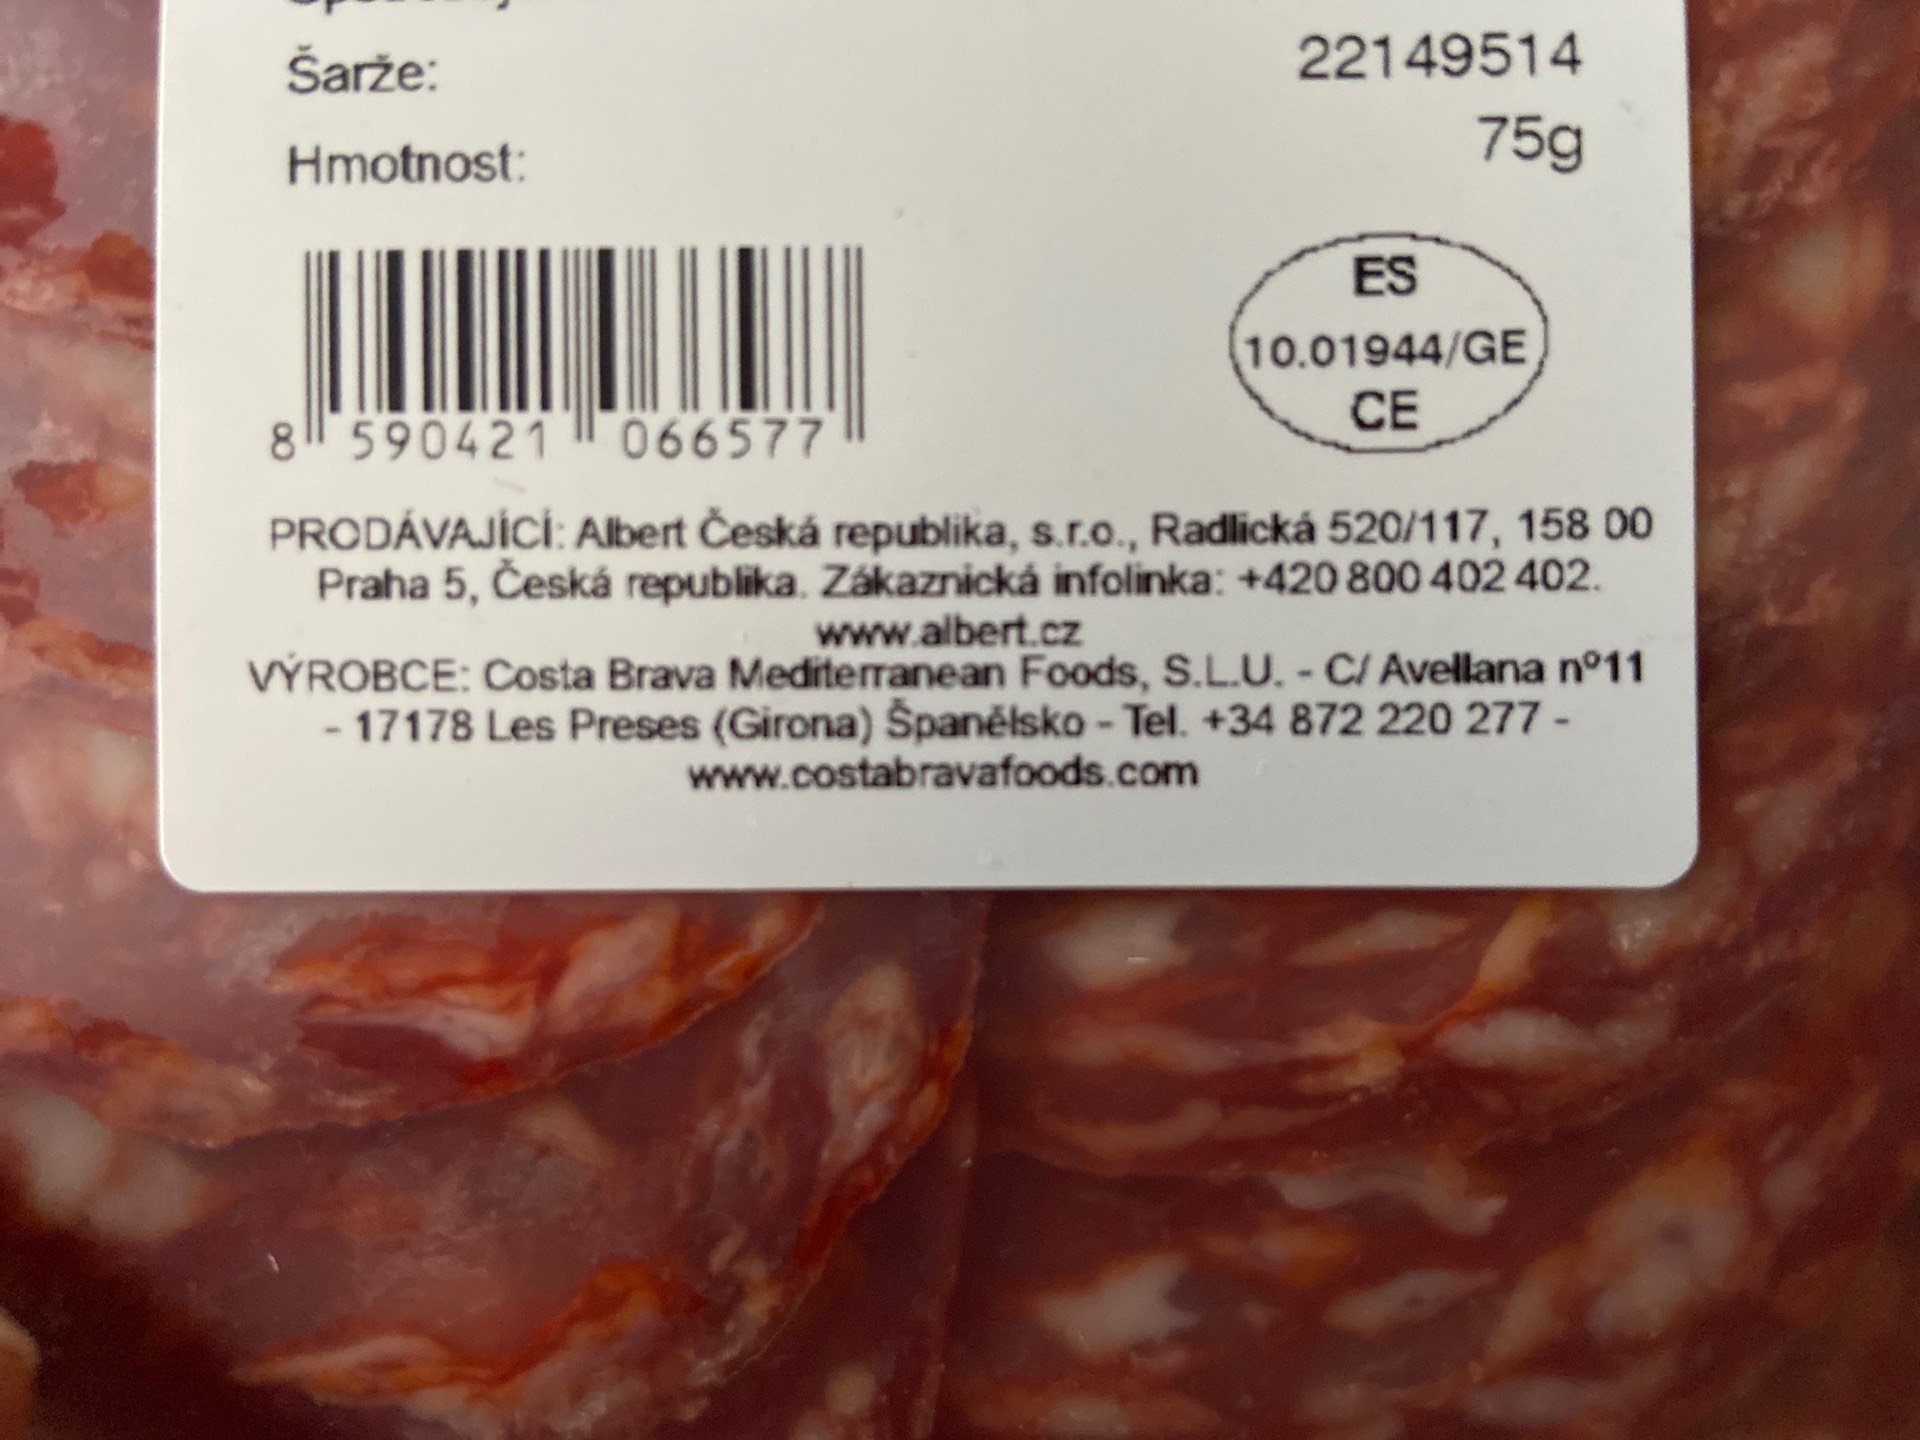 Šarže: 22149514
Hmotnost: 75g
ES
10.01944/GE
CE
8 590421 066577
PRODÁVAJÍCÍ: Albert Česká republika, s.r.o., Radlická 520/117, 158 00
Praha 5, Česká republika. Zákaznická infolinka: +420 800 402 402.
www.albert.cz
VÝROBCE: Costa Brava Mediterranean Foods, S.L.U. - C/ Avellana nº11
- 17178 Les Preses (Girona) Španělsko - Tel. +34 872 220 277 -
www.costabravafoods.com